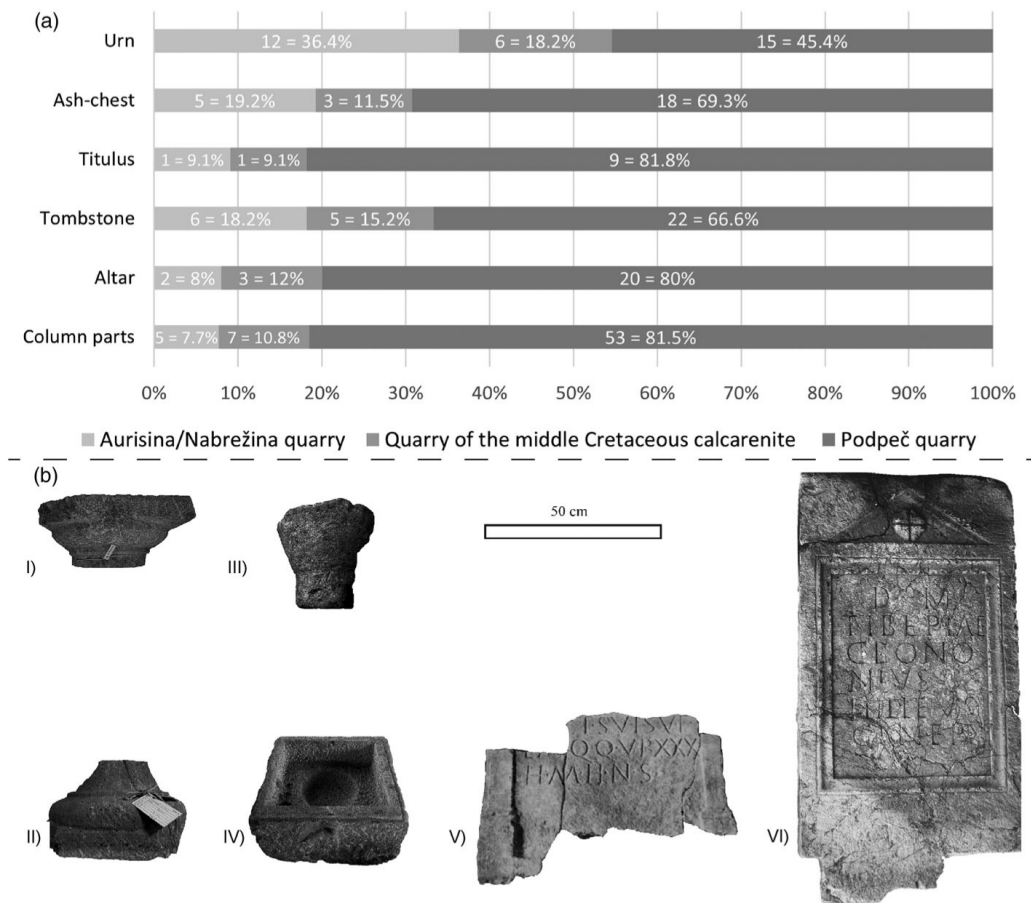 (a)
Urn
12 = 36.4% 6 = 18.2% 15 = 45.4%
Ash-chest
5 = 19.2% 3 = 11.5% 18 = 69.3%
Titulus
1 = 9.1% 1 = 9.1% 9 = 81.8%
Tombstone
6 = 18.2% 5 = 15.2% 22 = 66.6%
Altar
2 = 8% 3 = 12% 20 = 80%
Column parts
5 = 7.7% 7 = 10.8% 53 = 81.5%
0% 10% 20% 30% 40% 50% 60% 70% 80% 90% 100%
Aurisina/Nabrežina quarry Quarry of the middle Cretaceous calcarenite Podpeč quarry
(b)
I)
III)
50 cm
II)
IV)
V)
VI)
CEONO